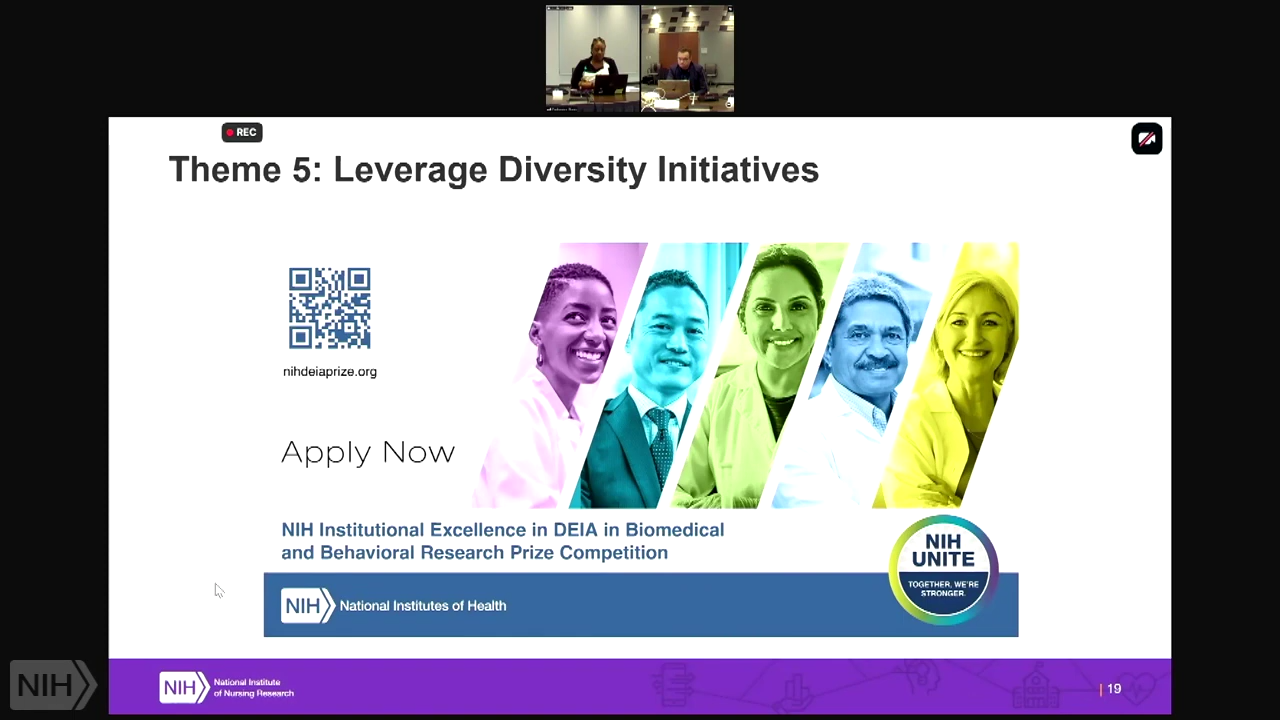 REC
Theme 5: Leverage Diversity Initiatives
nihdeiaprize.org
Apply Now
NIH Institutional Excellence in DEIA in Biomedical
and Behavioral Research Prize Competition
NIH
UNITE
TOGETHER, WE'RE
STRONGER.
NIH National Institutes of Health
NIH
NIH
National Institute
of Nursing Research
19